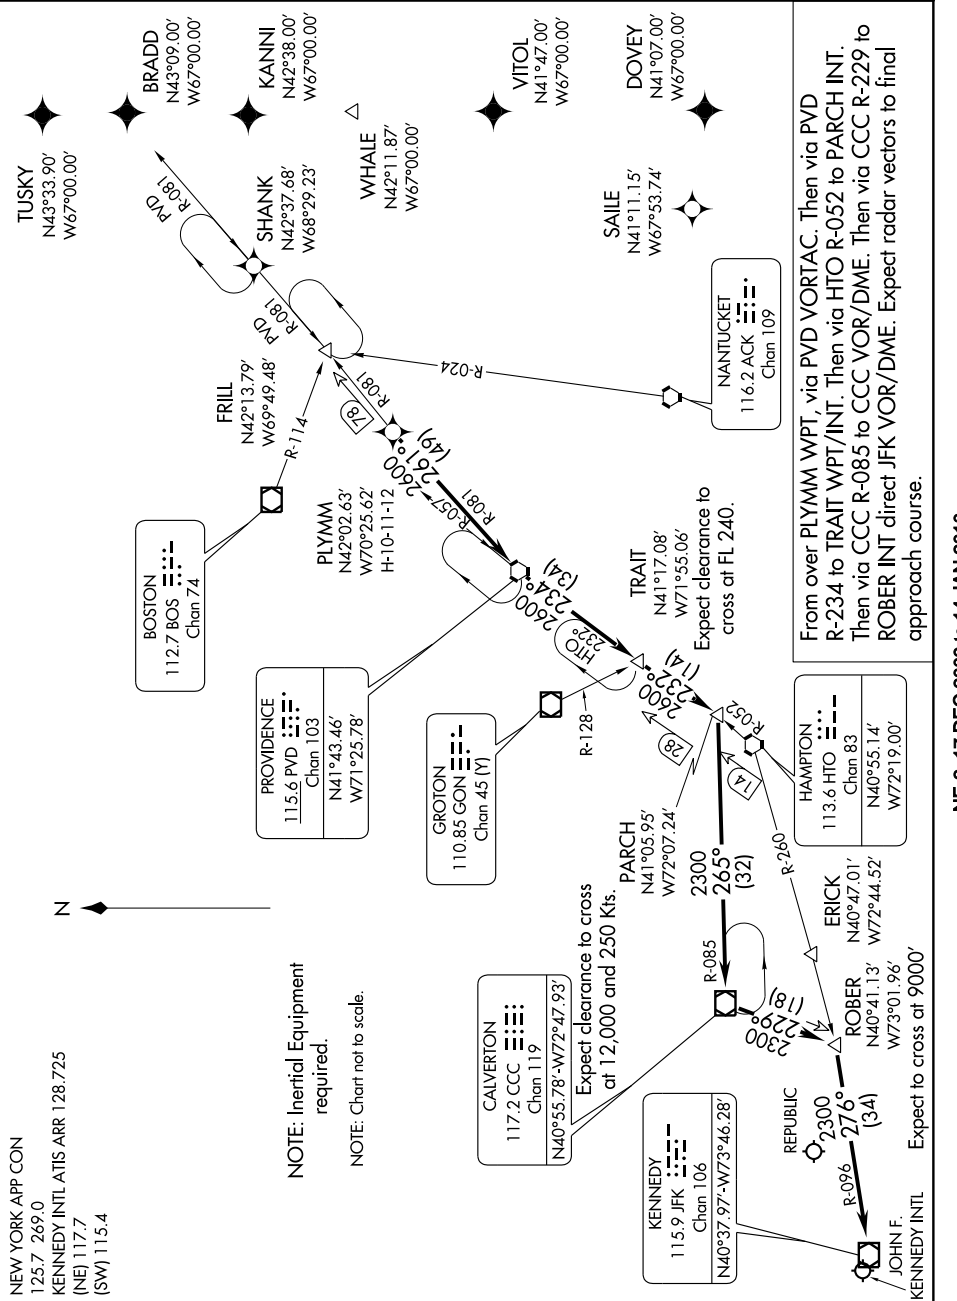 NEW YORK APP CON
125.7 269.0
KENNEDY INTL ATIS ARR 128.725
(NE) 117.7
(SW) 115.4
N
NOTE: Inertial Equipment
required.
NOTE: Chart not to scale.
TUSKY
N43°33.90'
W67°00.00'
BRADD
N43°09.00'
W67°00.00'
KANNI
N42°38.00'
W67°00.00'
WHALE
N42°11.87'
W67°00.00'
VITOL
N41°47.00'
W67°00.00'
DOVEY
N41°07.00'
W67°00.00'
SAILE
N41°11.15'
W67°53.74'
PVD
R-081
SHANK
N42°37.68'
W68°29.23'
PVD
R-081
FRILL
N42°13.79'
W69°49.48'
R-114
R-024
R-081
78
BOSTON
112.7 BOS
Chan 74
NANTUCKET
116.2 ACK
Chan 109
PLYMM
N42°02.63'
W70°25.62'
H-10-11-12
2600
261°
(49)
R-057
R-081
PROVIDENCE
115.6 PVD
Chan 103
N41°43.46'
W71°25.78'
2600
234°
(34)
HTO
232°
TRAIT
N41°17.08'
W71°55.06'
Expect clearance to
cross at FL 240.
GROTON
110.85 GON
Chan 45 (Y)
R-128
2600
232°
(14)
28
R-052
14
PARCH
N41°05.95'
W72°07.24'
HAMPTON
113.6 HTO
Chan 83
N40°55.14'
W72°19.00'
2300
265°
(32)
R-260
R-085
ERICK
N40°47.01'
W72°44.52'
CALVERTON
117.2 CCC
Chan 119
N40°55.78'-W72°47.93'
Expect clearance to cross
at 12,000 and 250 Kts.
2300
229°
(18)
ROBER
N40°41.13'
W73°01.96'
Expect to cross at 9000'
KENNEDY
115.9 JFK
Chan 106
N40°37.97'-W73°46.28'
REPUBLIC
2300
276°
(34)
R-096
JOHN F.
KENNEDY INTL
From over PLYMM WPT, via PVD VORTAC. Then via PVD
R-234 to TRAIT WPT/INT. Then via HTO R-052 to PARCH INT.
Then via CCC R-085 to CCC VOR/DME. Then via CCC R-229 to
ROBER INT direct JFK VOR/DME. Expect radar vectors to final
approach course.